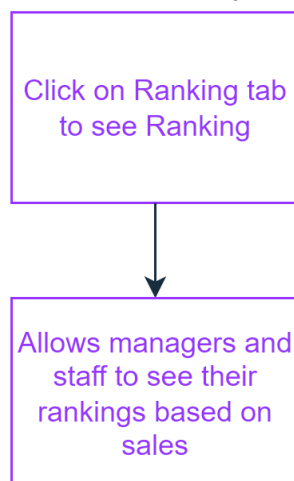 Click on Ranking tab
to see Ranking
Allows managers and
staff to see their
rankings based on
sales